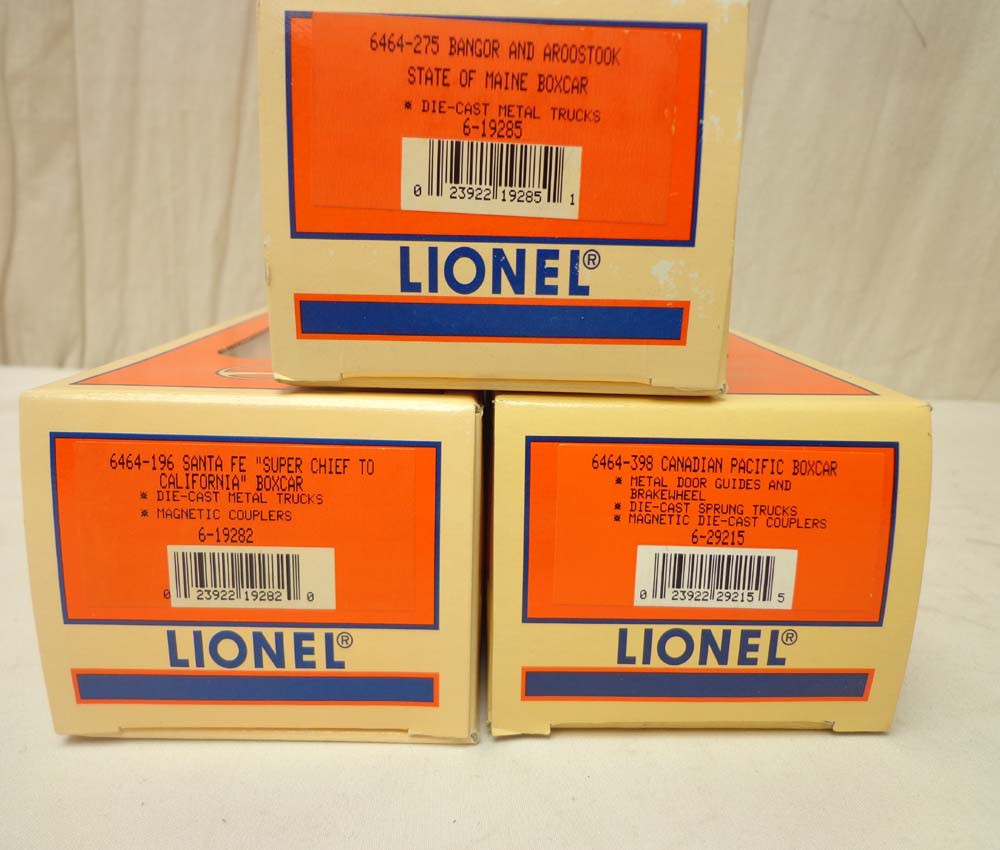 6464-275 BANGOR AND AROOSTOOK
STATE OF MAINE BOXCAR
* DIE-CAST METAL TRUCKS
6-19285
0 23922 19285 1
LIONEL®
6464-196 SANTA FE "SUPER CHIEF TO
CALIFORNIA" BOXCAR
* DIE-CAST METAL TRUCKS
* MAGNETIC COUPLERS
6-19282
0 23922 19282 0
LIONEL®
6464-398 CANADIAN PACIFIC BOXCAR
* METAL DOOR GUIDES AND
BRAKEWHEEL
* DIE-CAST SPRUNG TRUCKS
* MAGNETIC DIE-CAST COUPLERS
6-29215
0 23922 29215 5
LIONEL®